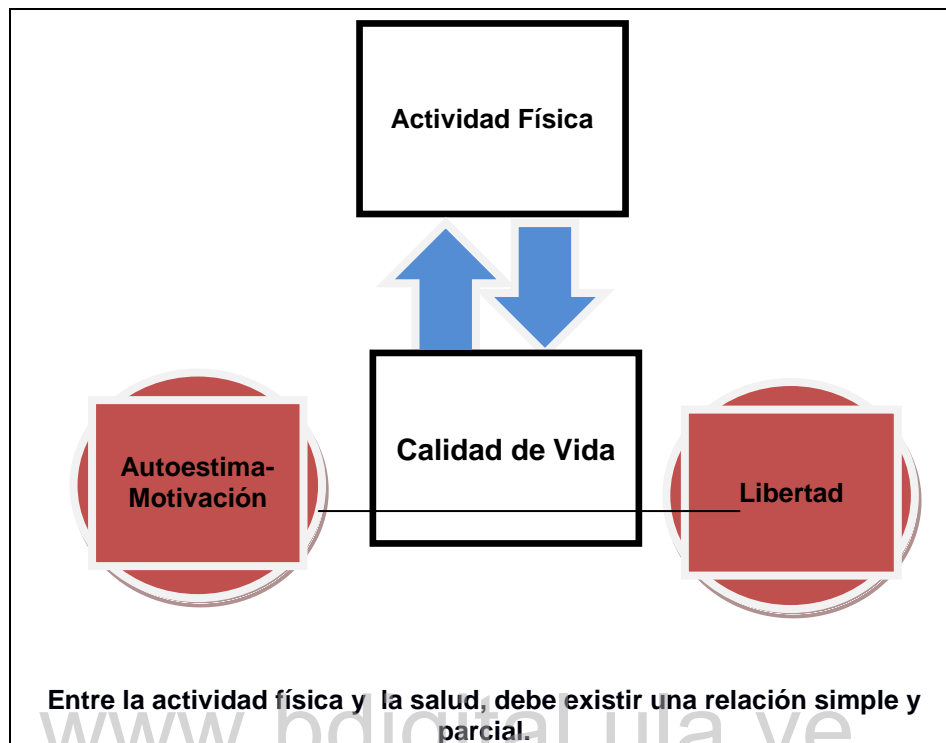 Actividad Física
Calidad de Vida
Autoestima-
Motivación
Libertad
Entre la actividad física y la salud, debe existir una relación simple y
parcial.
www.bdigital.ula.ve